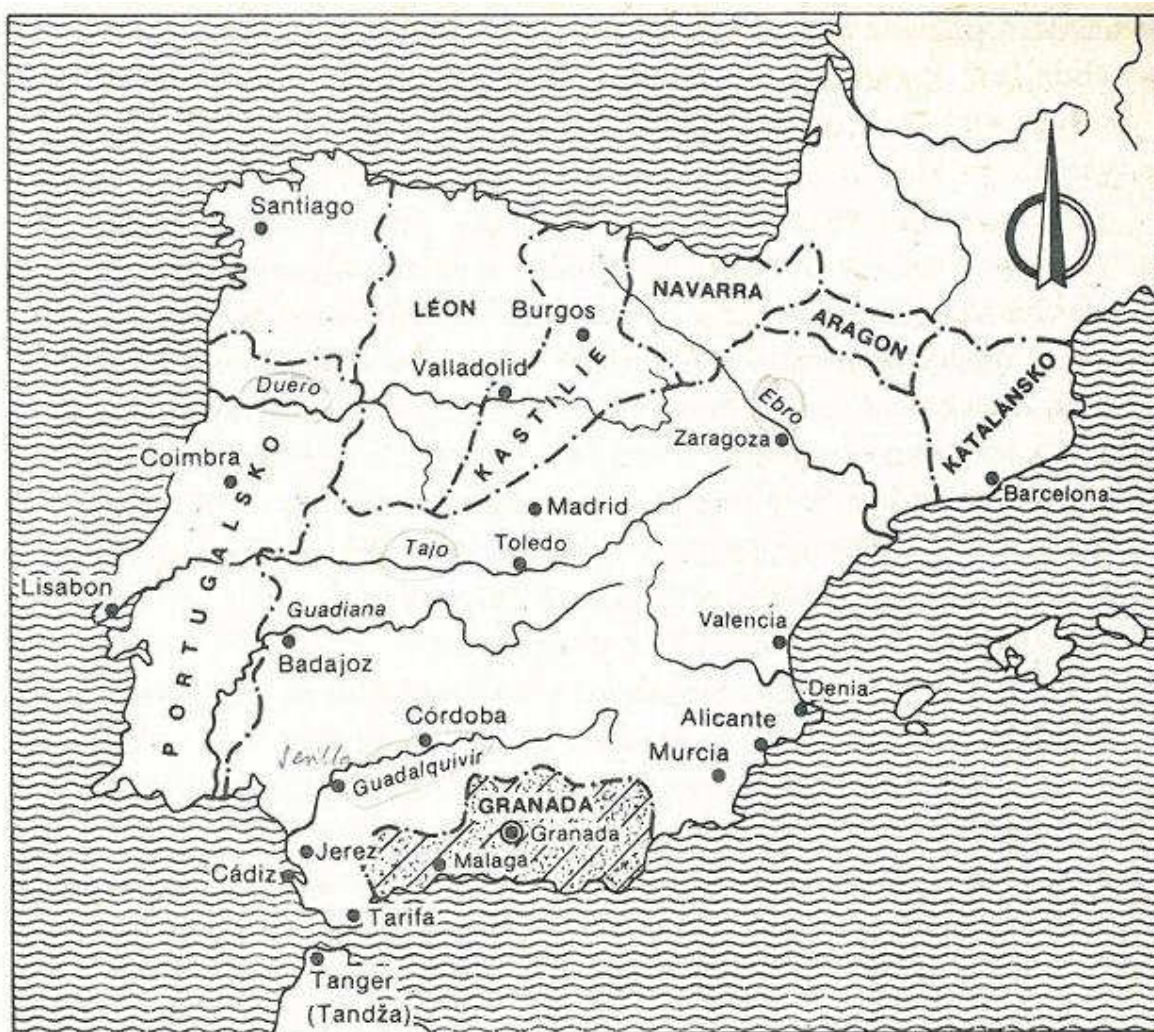 Santiago
LÉON
Burgos
NAVARRA
ARAGON
KATALÁNSKO
Duero
Valladolid
KASTILIE
Ebro
Zaragoza
Coimbra
Barcelona
Madrid
PORTUGALSKO
Tajo
Toledo
Lisabon
Guadiana
Valencia
Badajoz
Denia
Córdoba
Alicante
Murcia
Sevilla
Guadalquivir
GRANADA
Granada
Jerez
Malaga
Cádiz
Tarifa
Tanger
(Tandža)